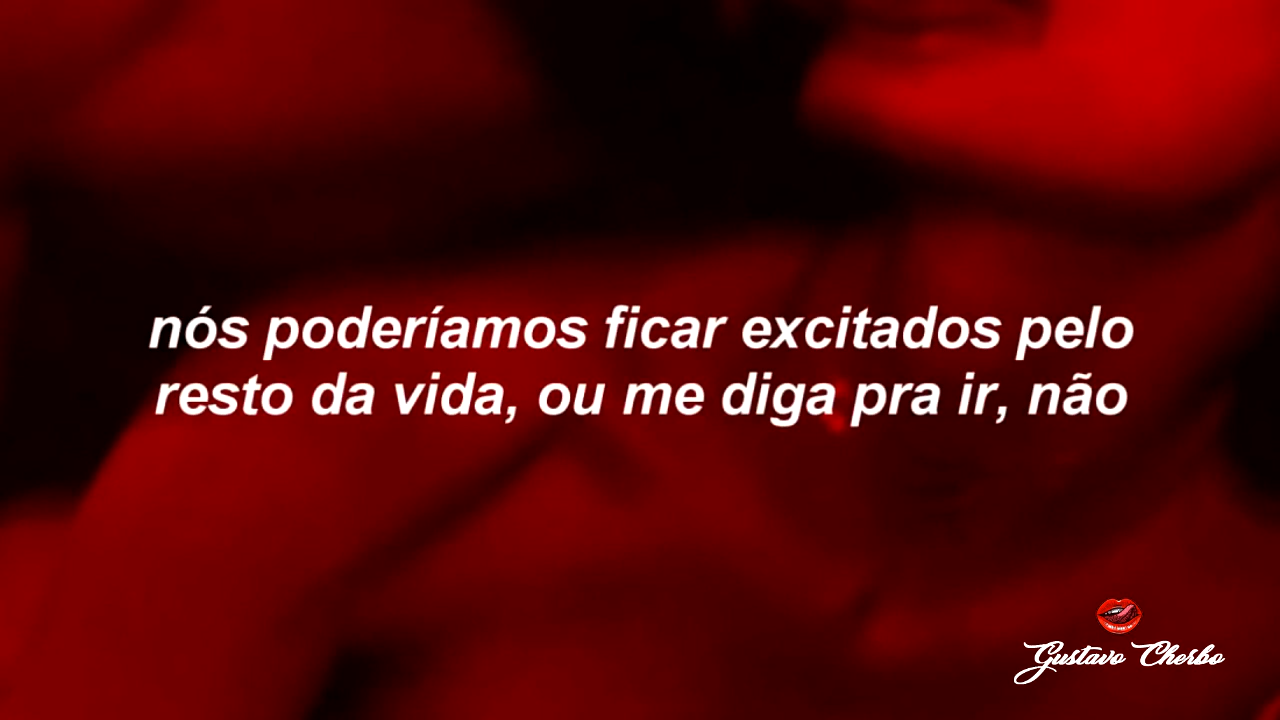 nós poderíamos ficar excitados pelo
resto da vida, ou me diga pra ir, não
Gustavo Cherbo